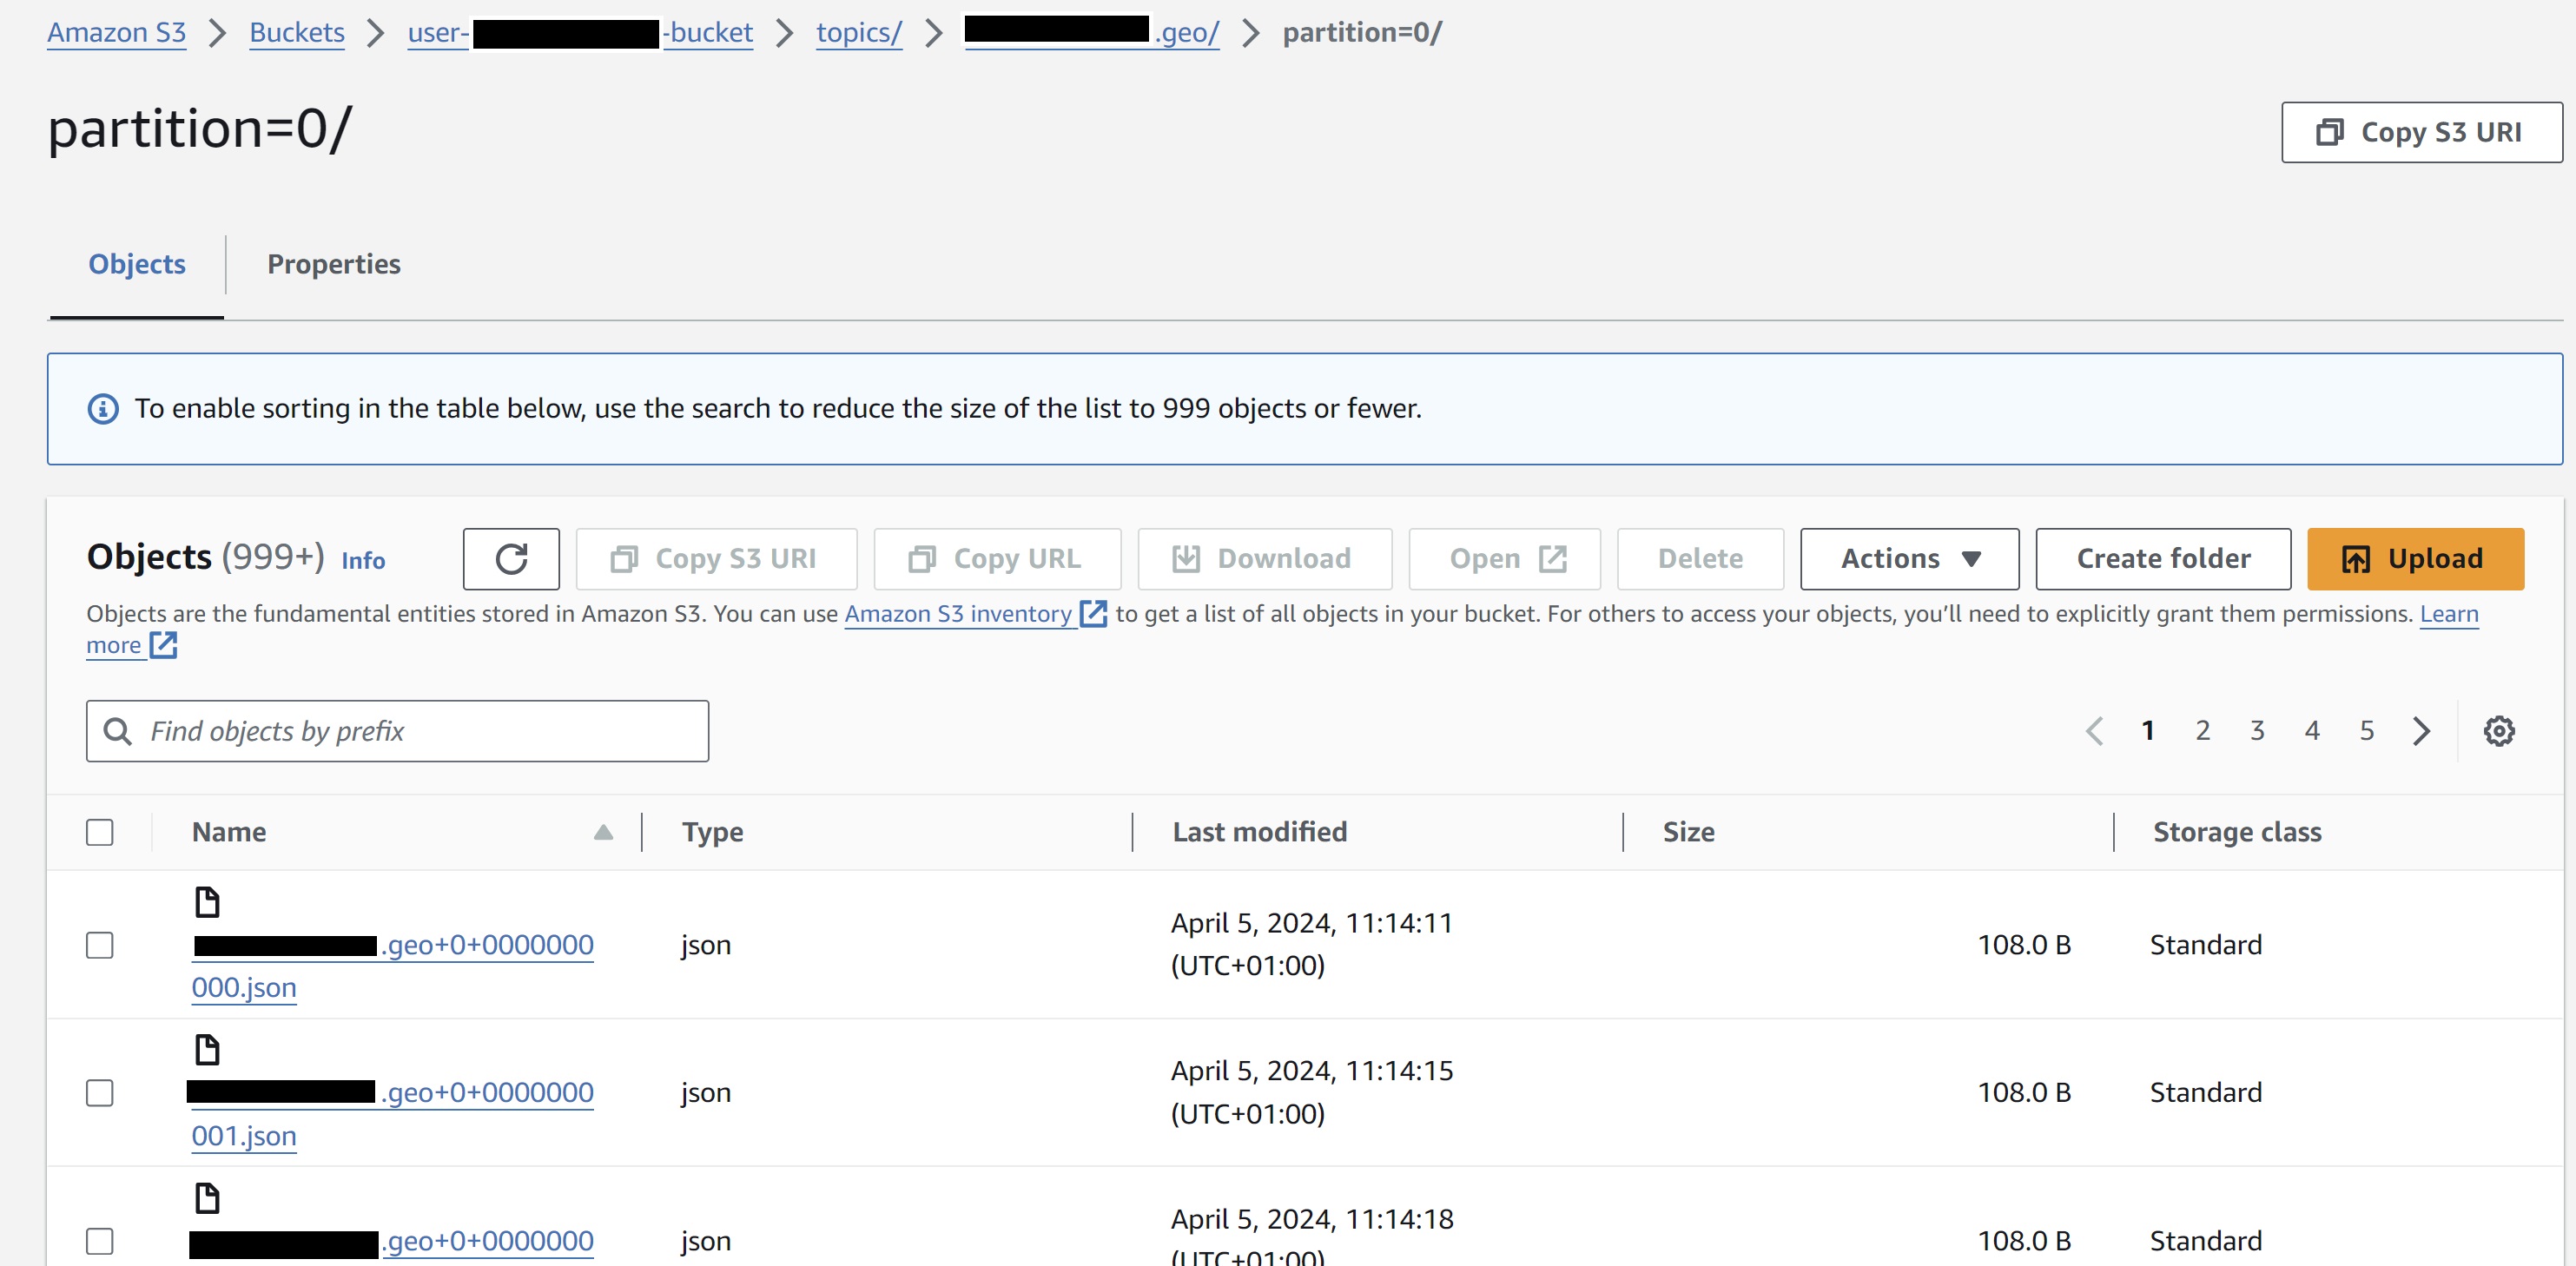 Amazon S3 > Buckets > user- -bucket > topics/ > .geo/ > partition=0/
partition=0/
Copy S3 URI
Objects Properties
To enable sorting in the table below, use the search to reduce the size of the list to 999 objects or fewer.
Objects (999+) Info Copy S3 URI Copy URL Download Open Delete Actions Create folder Upload
Objects are the fundamental entities stored in Amazon S3. You can use Amazon S3 inventory to get a list of all objects in your bucket. For others to access your objects, you’ll need to explicitly grant them permissions. Learn
more
Find objects by prefix 1 2 3 4 5
Name Type Last modified Size Storage class
April 5, 2024, 11:14:11
.geo+0+0000000 json 108.0 B Standard
(UTC+01:00)
000.json
April 5, 2024, 11:14:15
.geo+0+0000000 json 108.0 B Standard
(UTC+01:00)
001.json
April 5, 2024, 11:14:18
.geo+0+0000000 json 108.0 B Standard
(UTC+01:00)